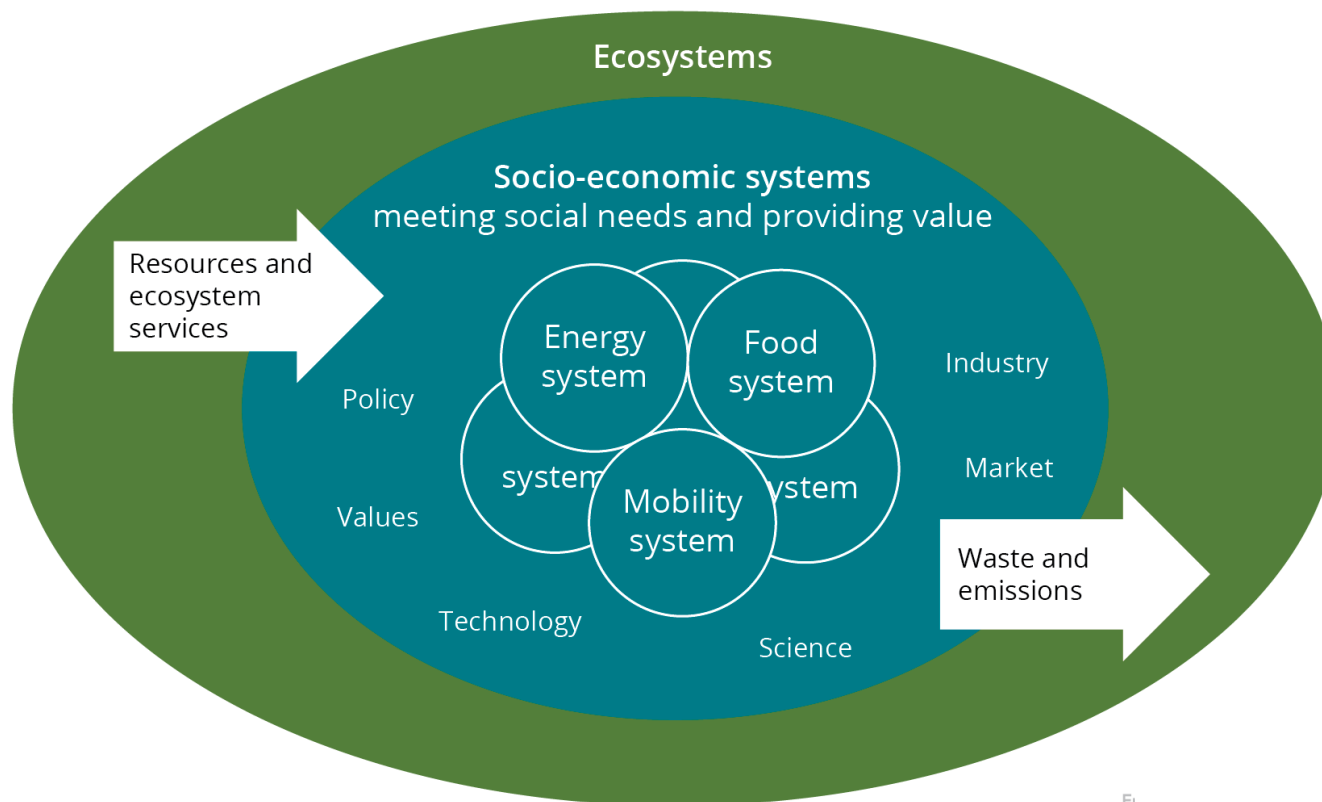 Ecosystems
Socio-economic systems
meeting social needs and providing value
Resources and
ecosystem
services
Energy
system
Food
system
Industry
Policy
system
Market
ystem
Mobility
system
Values
Waste and
emissions
Technology
Science